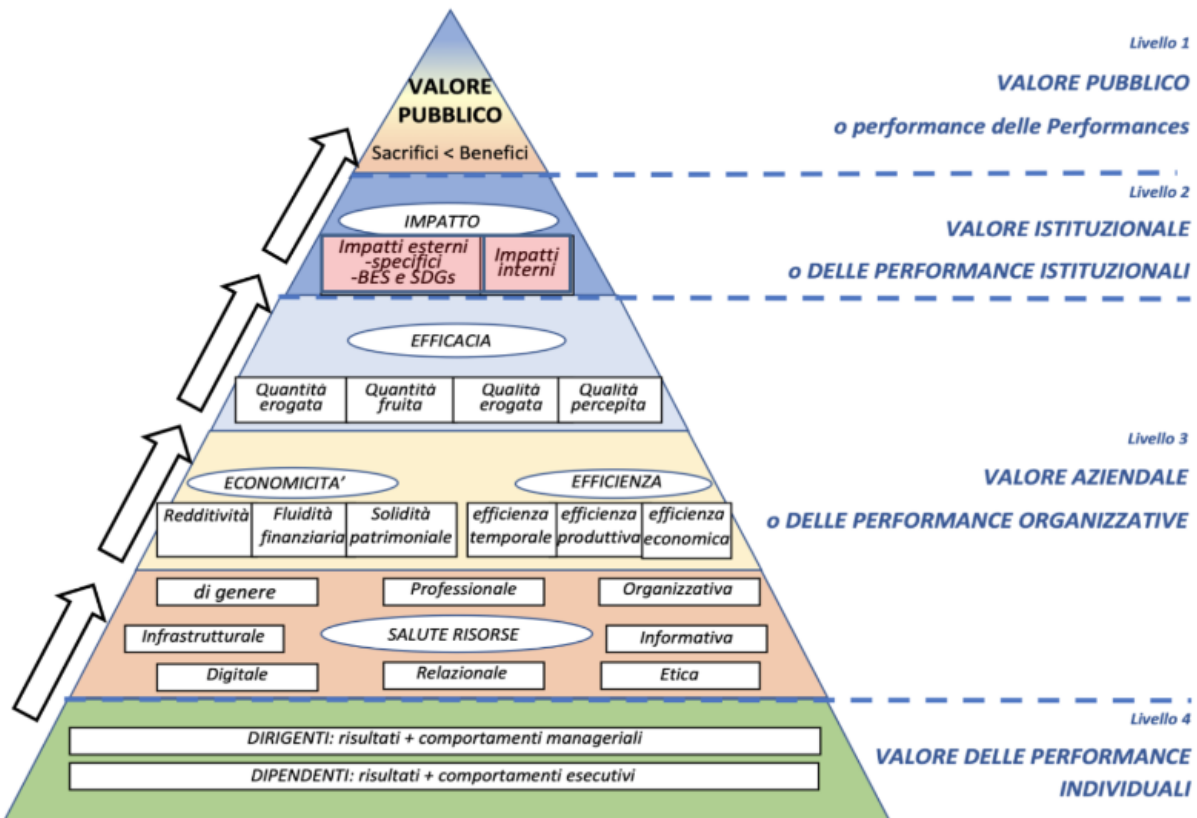 VALORE
PUBBLICO
Sacrifici < Benefici
Livello 1
VALORE PUBBLICO
o performance delle Performances
IMPATTO
Impatti esterni
-specifici
-BES e SDGs
Impatti
interni
Livello 2
VALORE ISTITUZIONALE
o DELLE PERFORMANCE ISTITUZIONALI
EFFICACIA
Quantità
erogata
Quantità
fruita
Qualità
erogata
Qualità
percepita
ECONOMICITA’
Redditività
Fluidità
finanziaria
Solidità
patrimoniale
EFFICIENZA
efficienza
temporale
efficienza
produttiva
efficienza
economica
Livello 3
VALORE AZIENDALE
o DELLE PERFORMANCE ORGANIZZATIVE
di genere
Professionale
Organizzativa
Infrastrutturale
SALUTE RISORSE
Informativa
Digitale
Relazionale
Etica
DIRIGENTI: risultati + comportamenti manageriali
DIPENDENTI: risultati + comportamenti esecutivi
Livello 4
VALORE DELLE PERFORMANCE
INDIVIDUALI